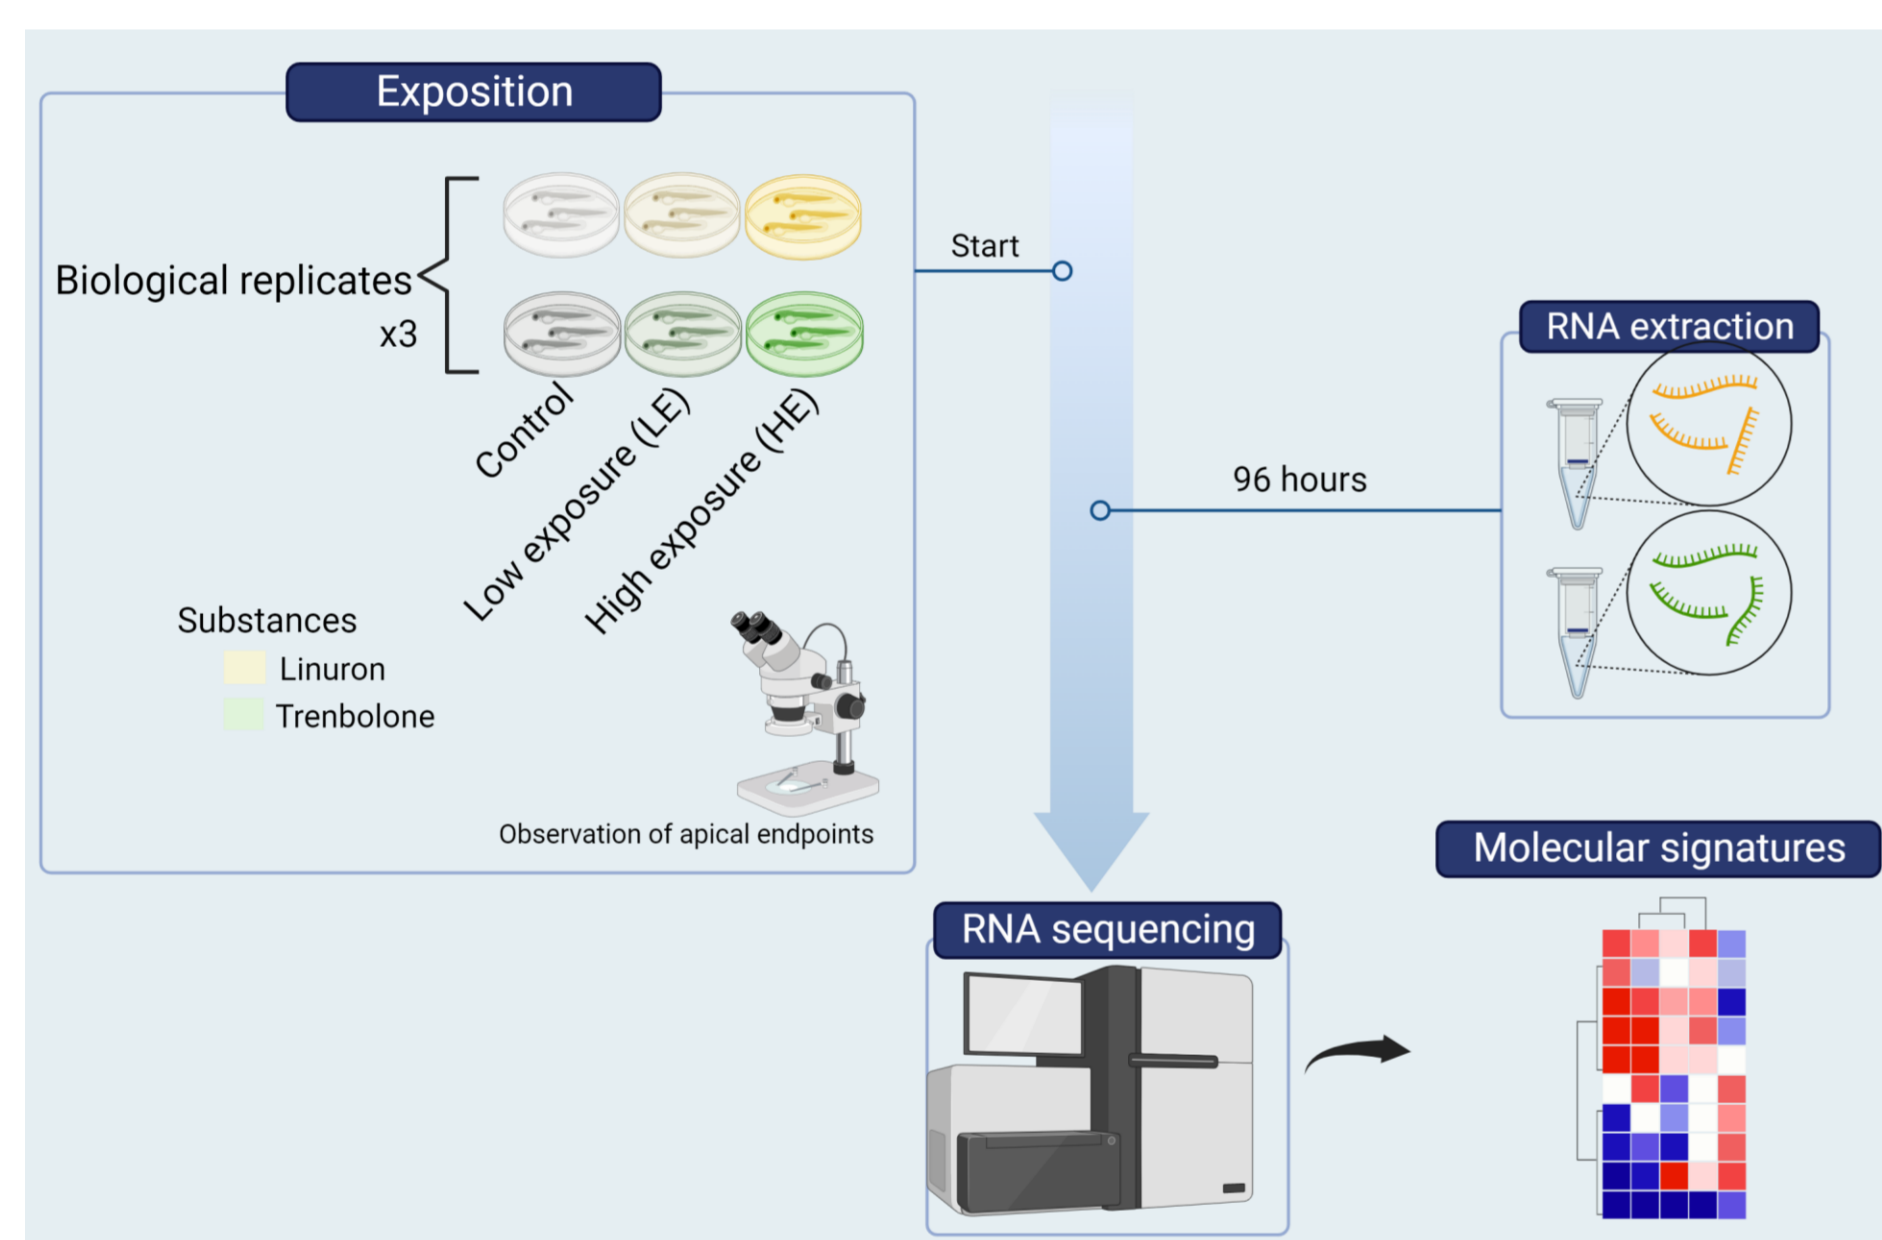 Exposition
Biological replicates
x3
Control
Low exposure (LE)
High exposure (HE)
Substances
Linuron
Trenbolone
Observation of apical endpoints
Start
96 hours
RNA extraction
RNA sequencing
Molecular signatures